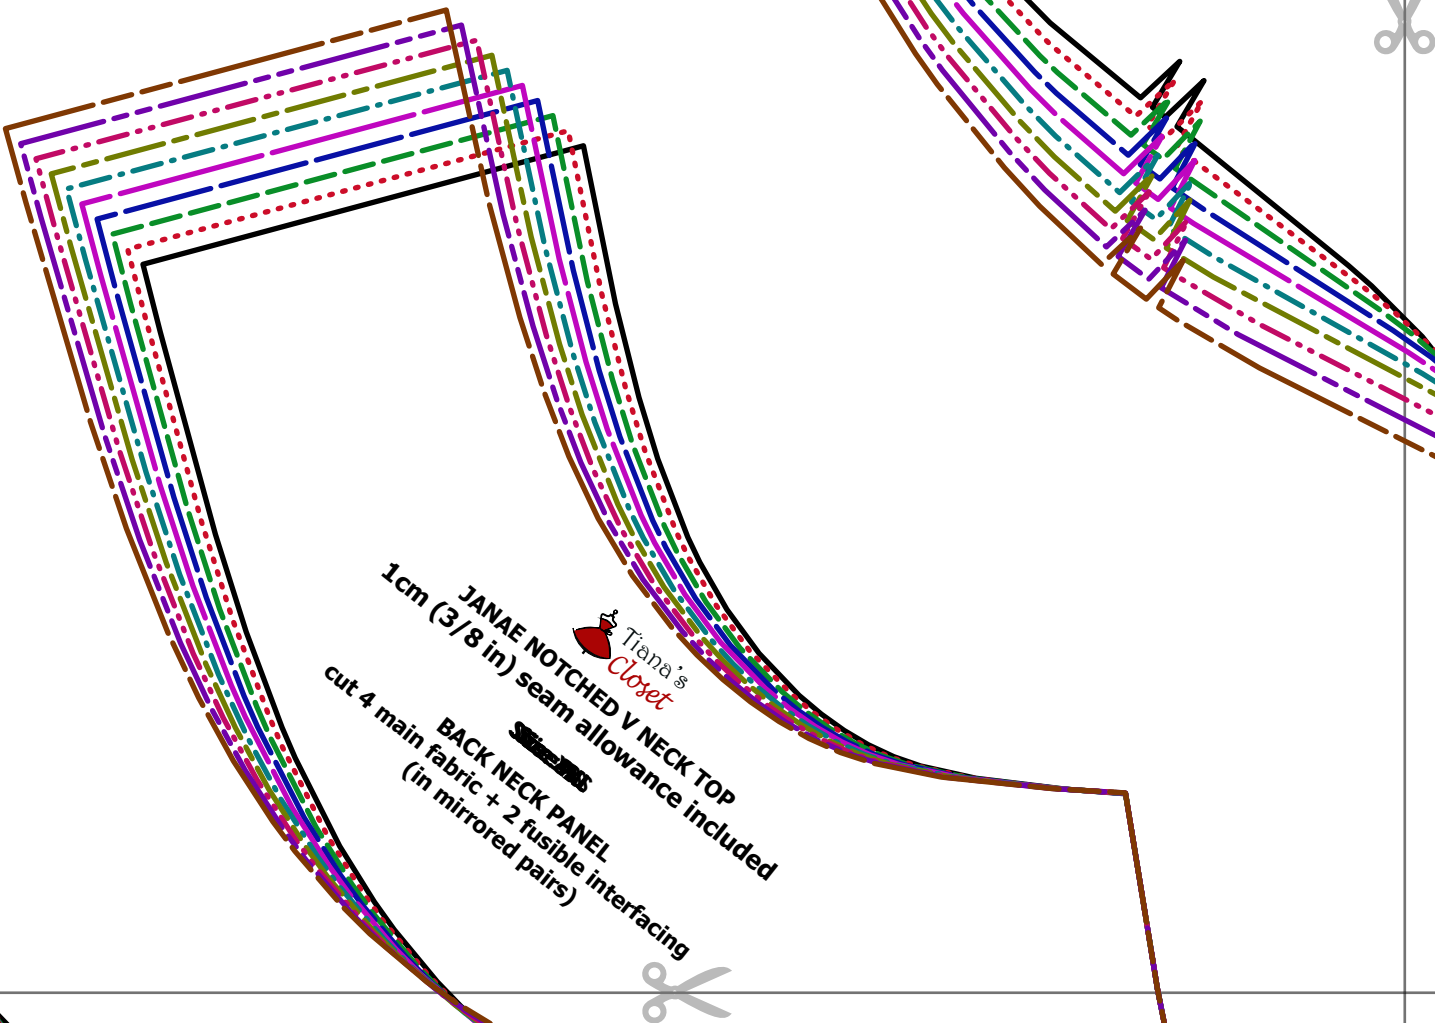 Tiana's
Closet
JANAE NOTCHED V NECK TOP
1cm (3/8 in) seam allowance included
BACK NECK PANEL
cut 4 main fabric + 2 fusible interfacing
(in mirrored pairs)